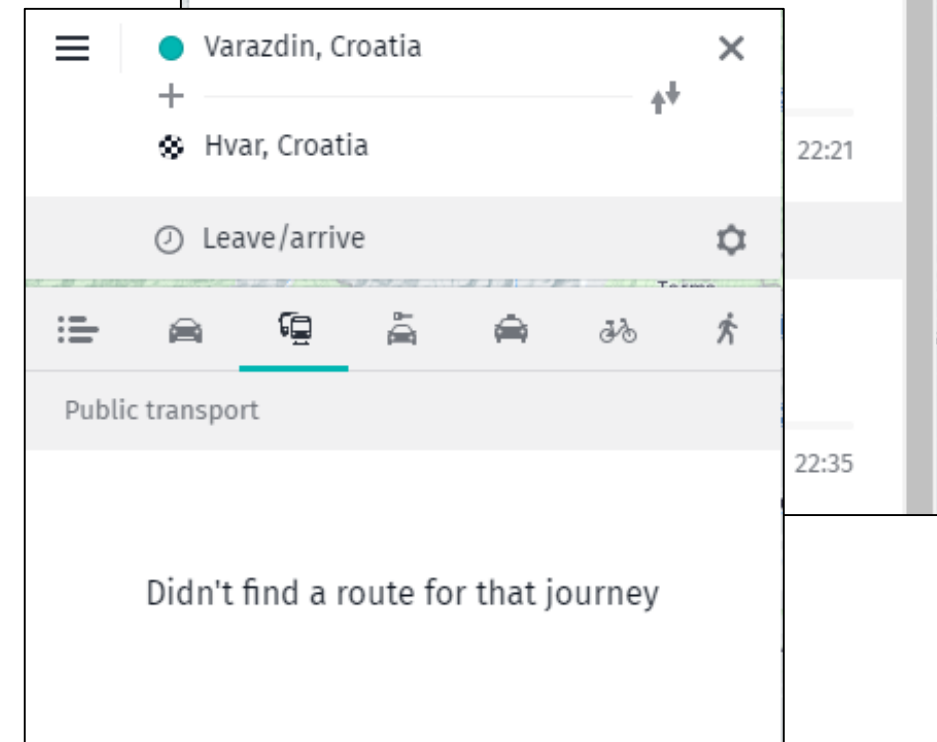 Varazdin, Croatia
Hvar, Croatia
22:21
Leave/arrive
Public transport
22:35
Didn't find a route for that journey